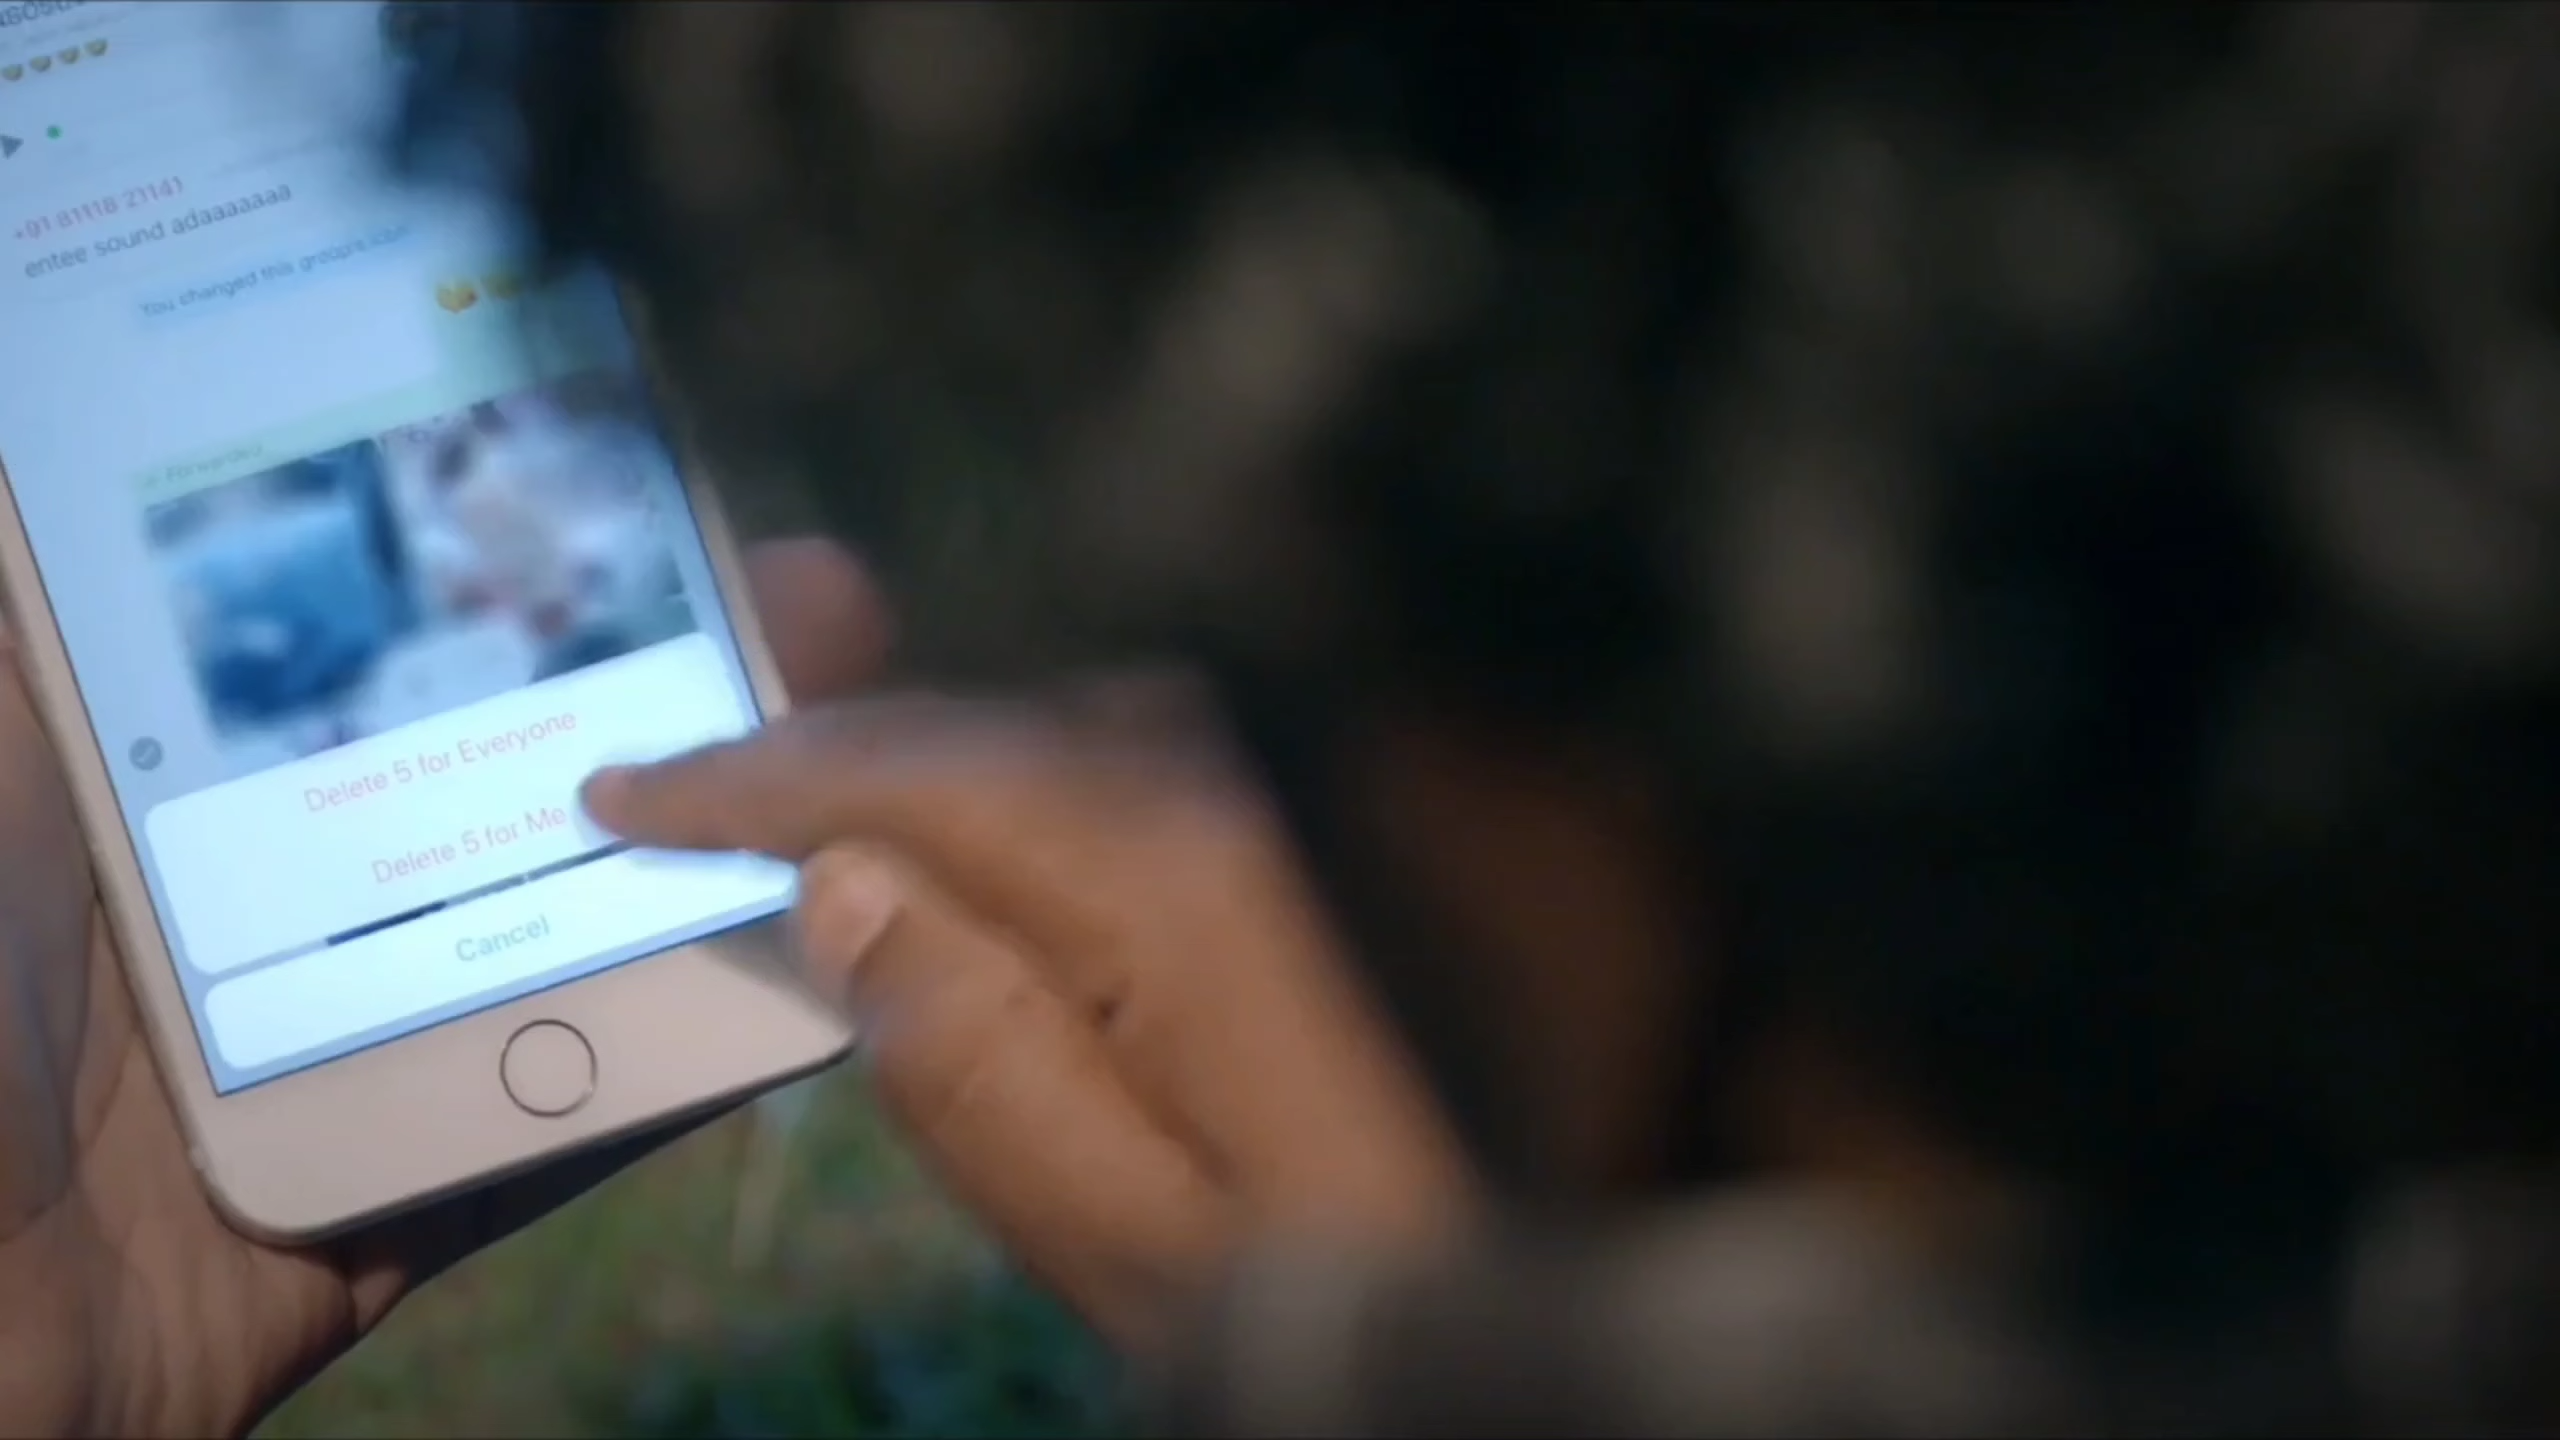 +91 81118 23141
entee sound adaaaaaaa
You changed this group's icon
Forwarded
Delete 5 for Everyone
Delete 5 for Me
Cancel